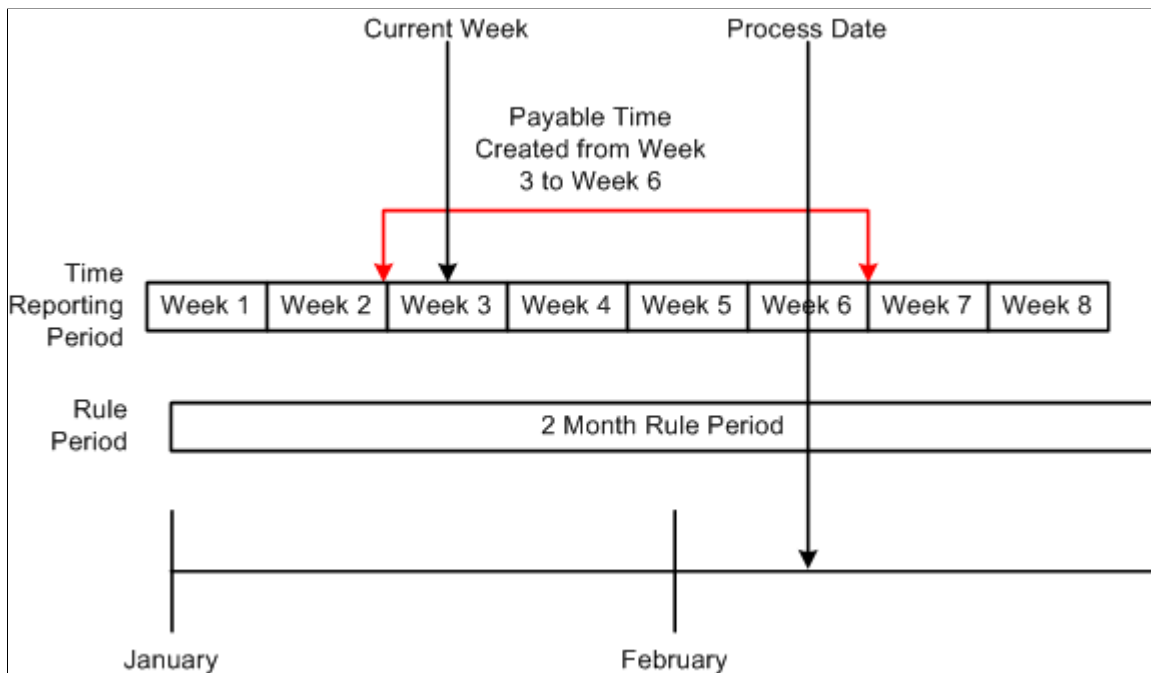 Current Week
Process Date
Payable Time
Created from Week
3 to Week 6
Time
Reporting
Period
Week 1
Week 2
Week 3
Week 4
Week 5
Week 6
Week 7
Week 8
Rule
Period
2 Month Rule Period
January
February